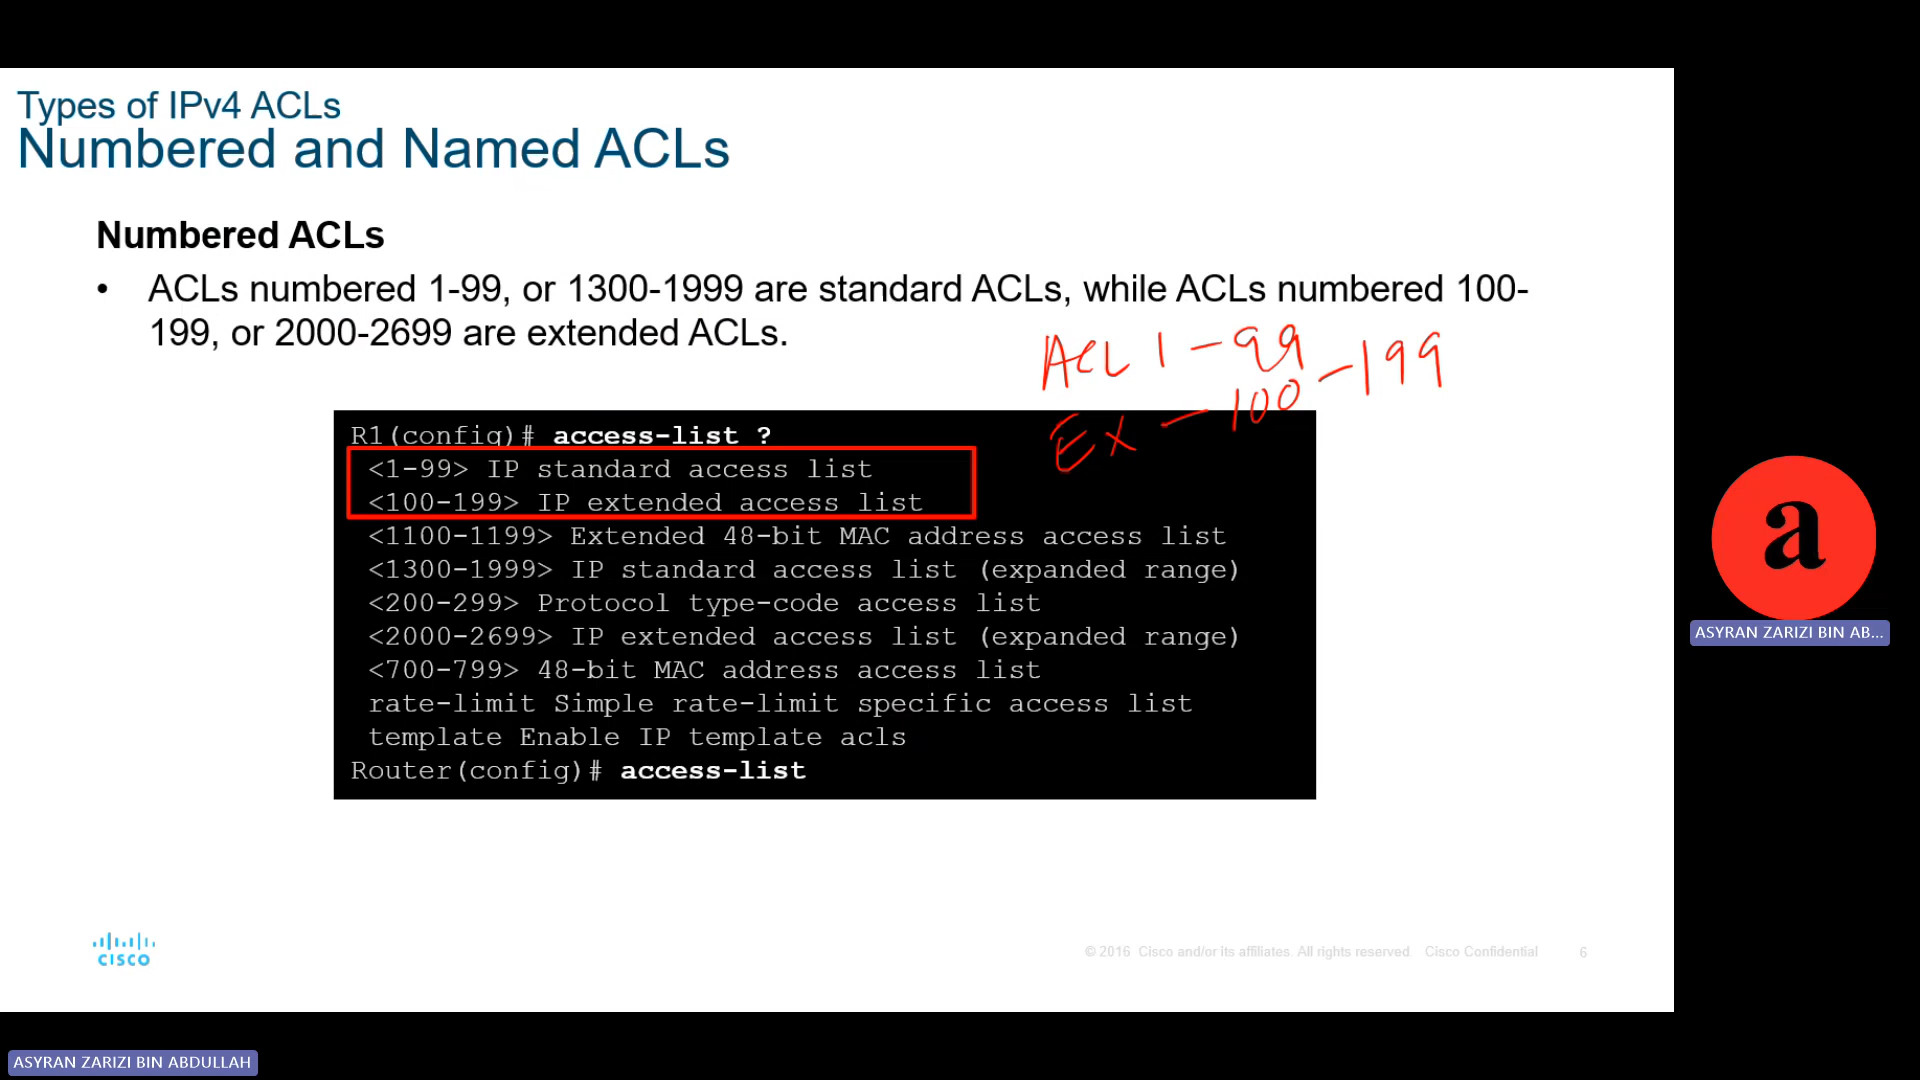 Types of IPv4 ACLs
Numbered and Named ACLs
Numbered ACLs
• ACLs numbered 1-99, or 1300-1999 are standard ACLs, while ACLs numbered 100-
199, or 2000-2699 are extended ACLs.
ACL 1 - 99
Ex - 100 - 199
R1(config)# access-list ?
<1-99> IP standard access list
<100-199> IP extended access list
<1100-1199> Extended 48-bit MAC address access list
<1300-1999> IP standard access list (expanded range)
<200-299> Protocol type-code access list
<2000-2699> IP extended access list (expanded range)
<700-799> 48-bit MAC address access list
rate-limit Simple rate-limit specific access list
template Enable IP template acls
Router(config)# access-list
a
ASYRAN ZARIZI BIN AB...
CISCO
© 2016 Cisco and/or its affiliates. All rights reserved. Cisco Confidential 6
ASYRAN ZARIZI BIN ABDULLAH